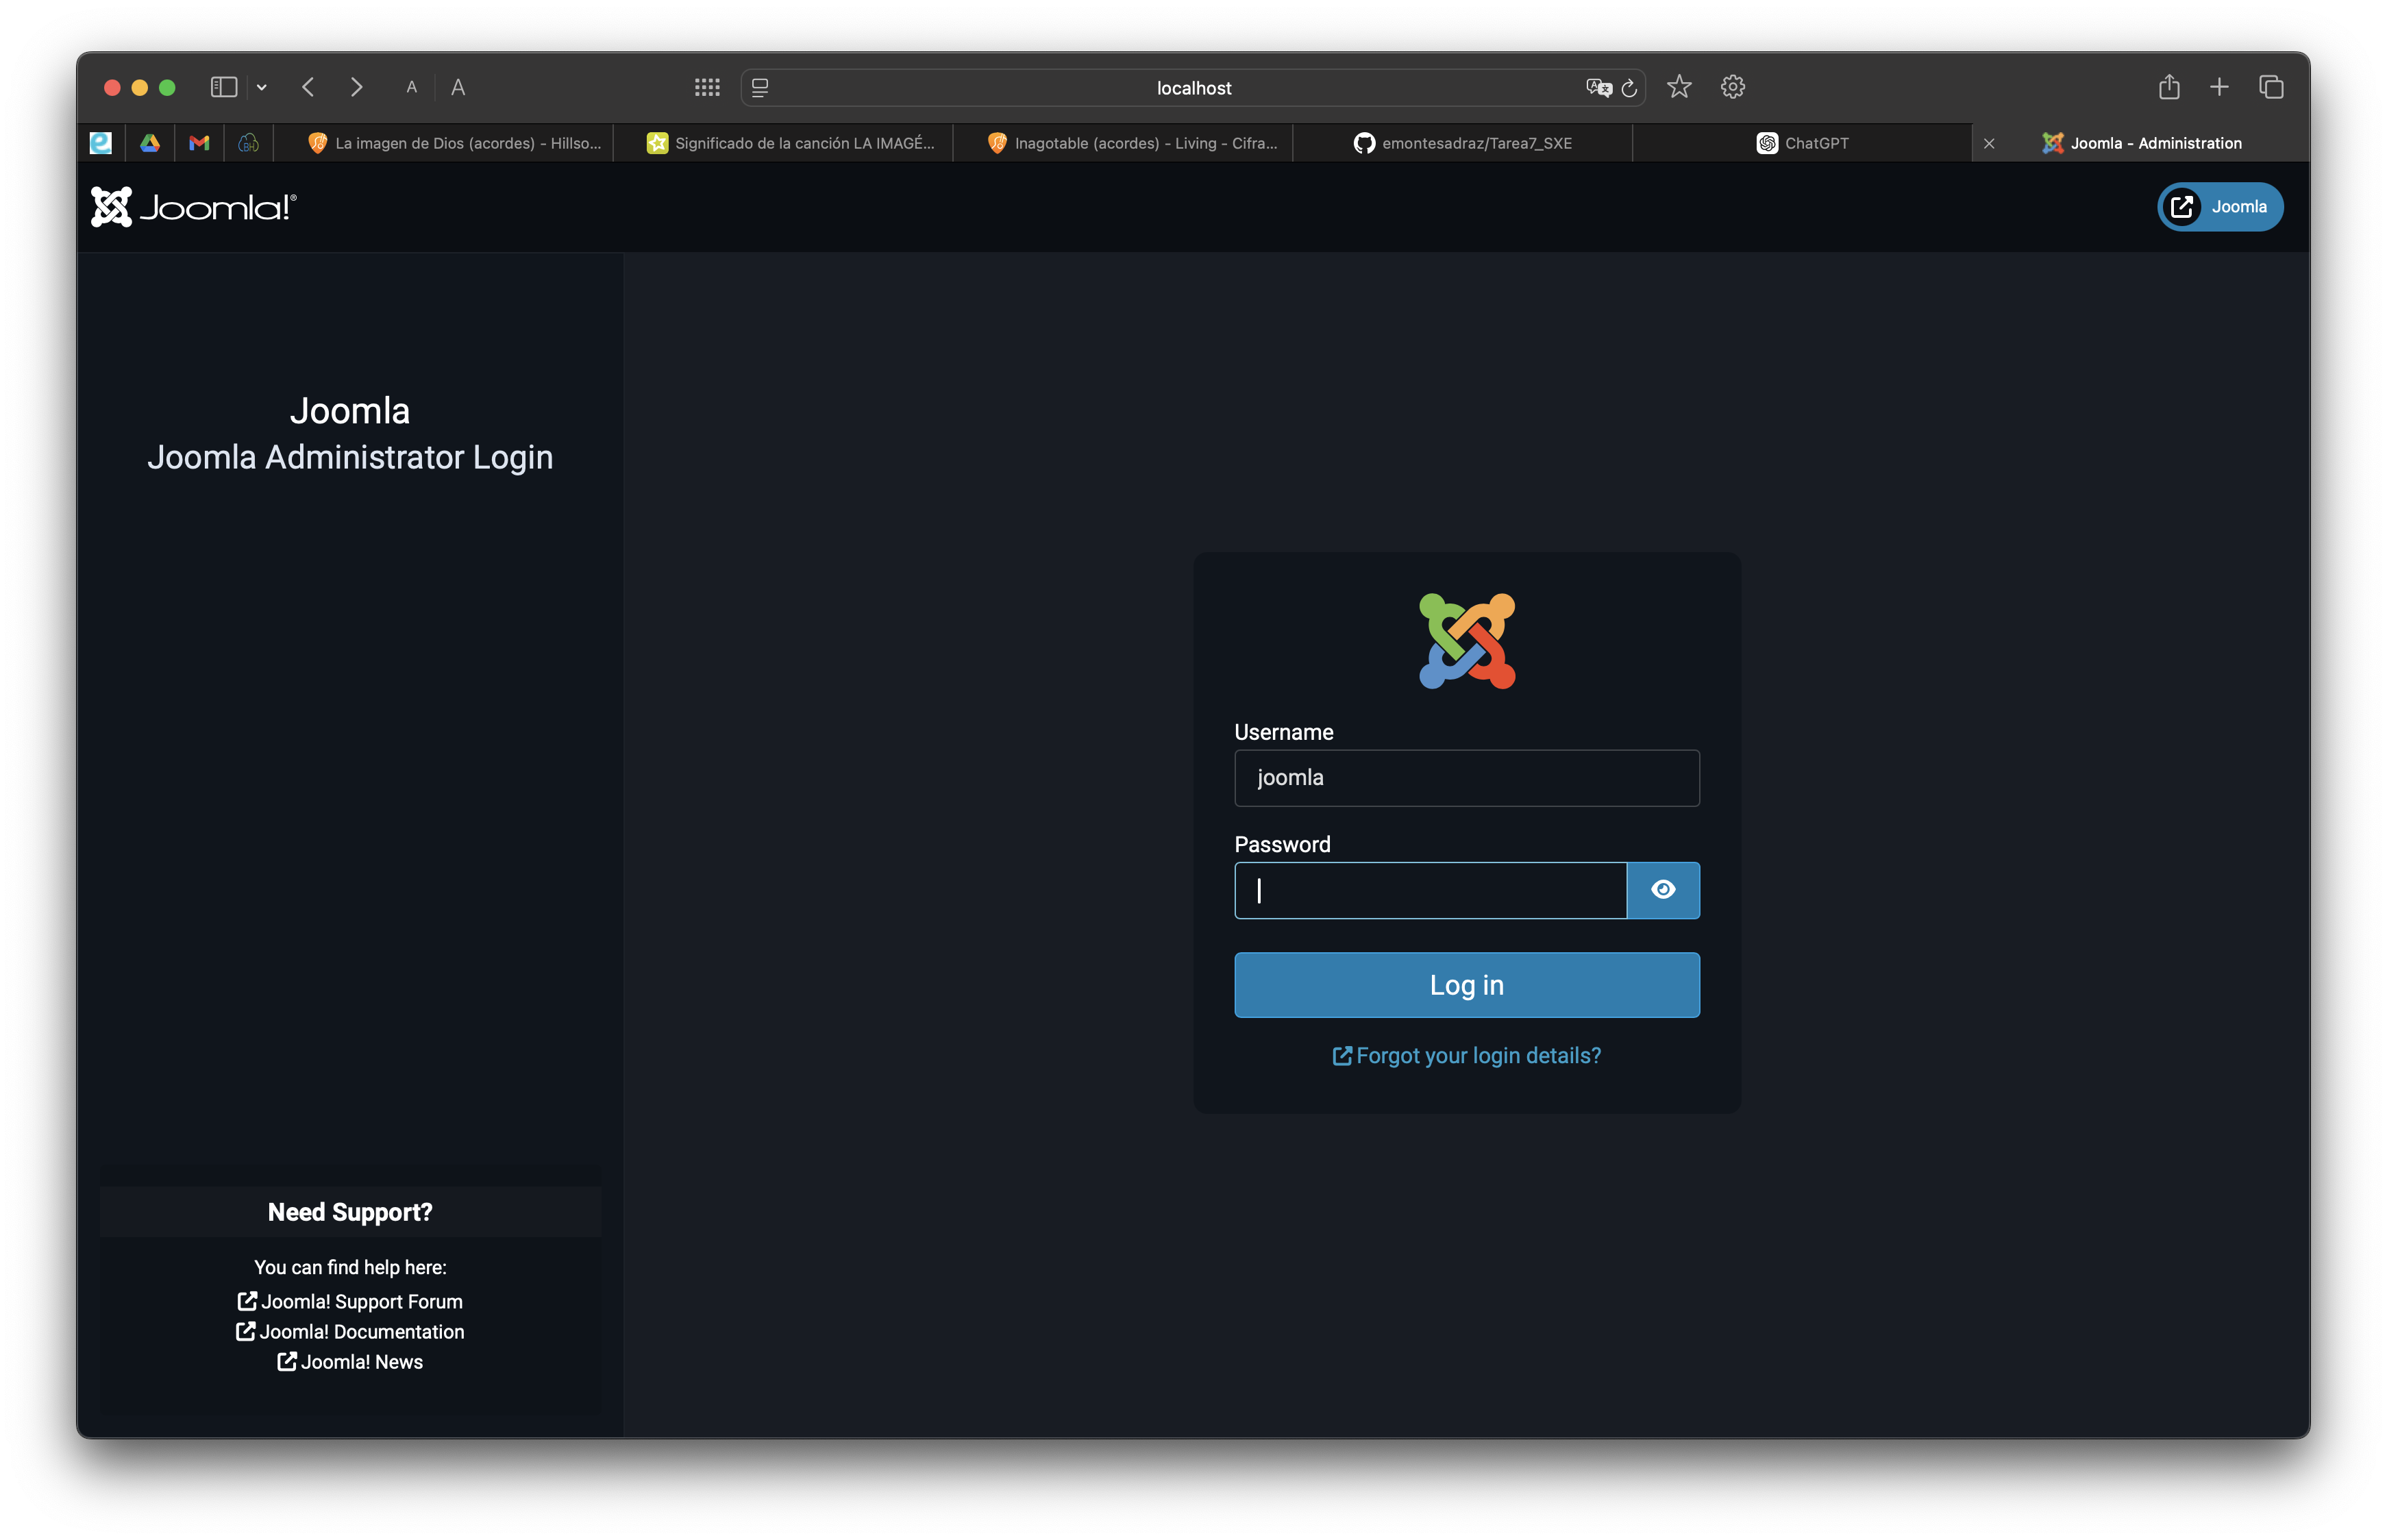 A A localhost
La imagen de Dios (acordes) - Hillso... Significado de la canción LA IMAGÉ... Inagotable (acordes) - Living - Cifra... emontesadraz/Tarea7_SXE ChatGPT Joomla - Administration
Joomla!® Joomla
Joomla
Joomla Administrator Login
Username
joomla
Password
Log in
Forgot your login details?
Need Support?
You can find help here:
Joomla! Support Forum
Joomla! Documentation
Joomla! News